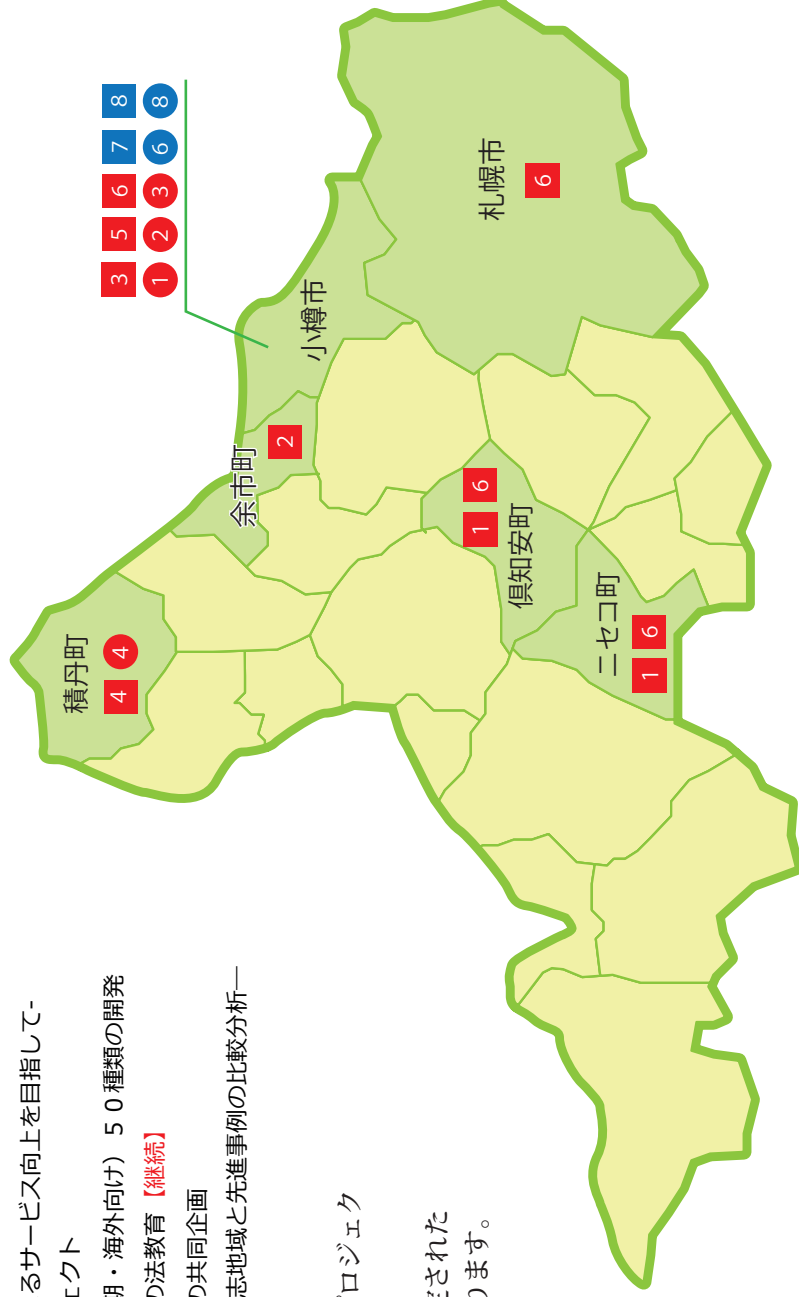 るサービス向上を目指して-
ェクト
・海外向け）５０種類の開発
の法教育【継続】
の共同企画
志地域と先進事例の比較分析―
プロジェク
された
ります。
3 5 6 7 8
1 2 3 6 8
積丹町
4 4
余市町
2
小樽市
札幌市
6
倶知安町
1 6
ニセコ町
1 6